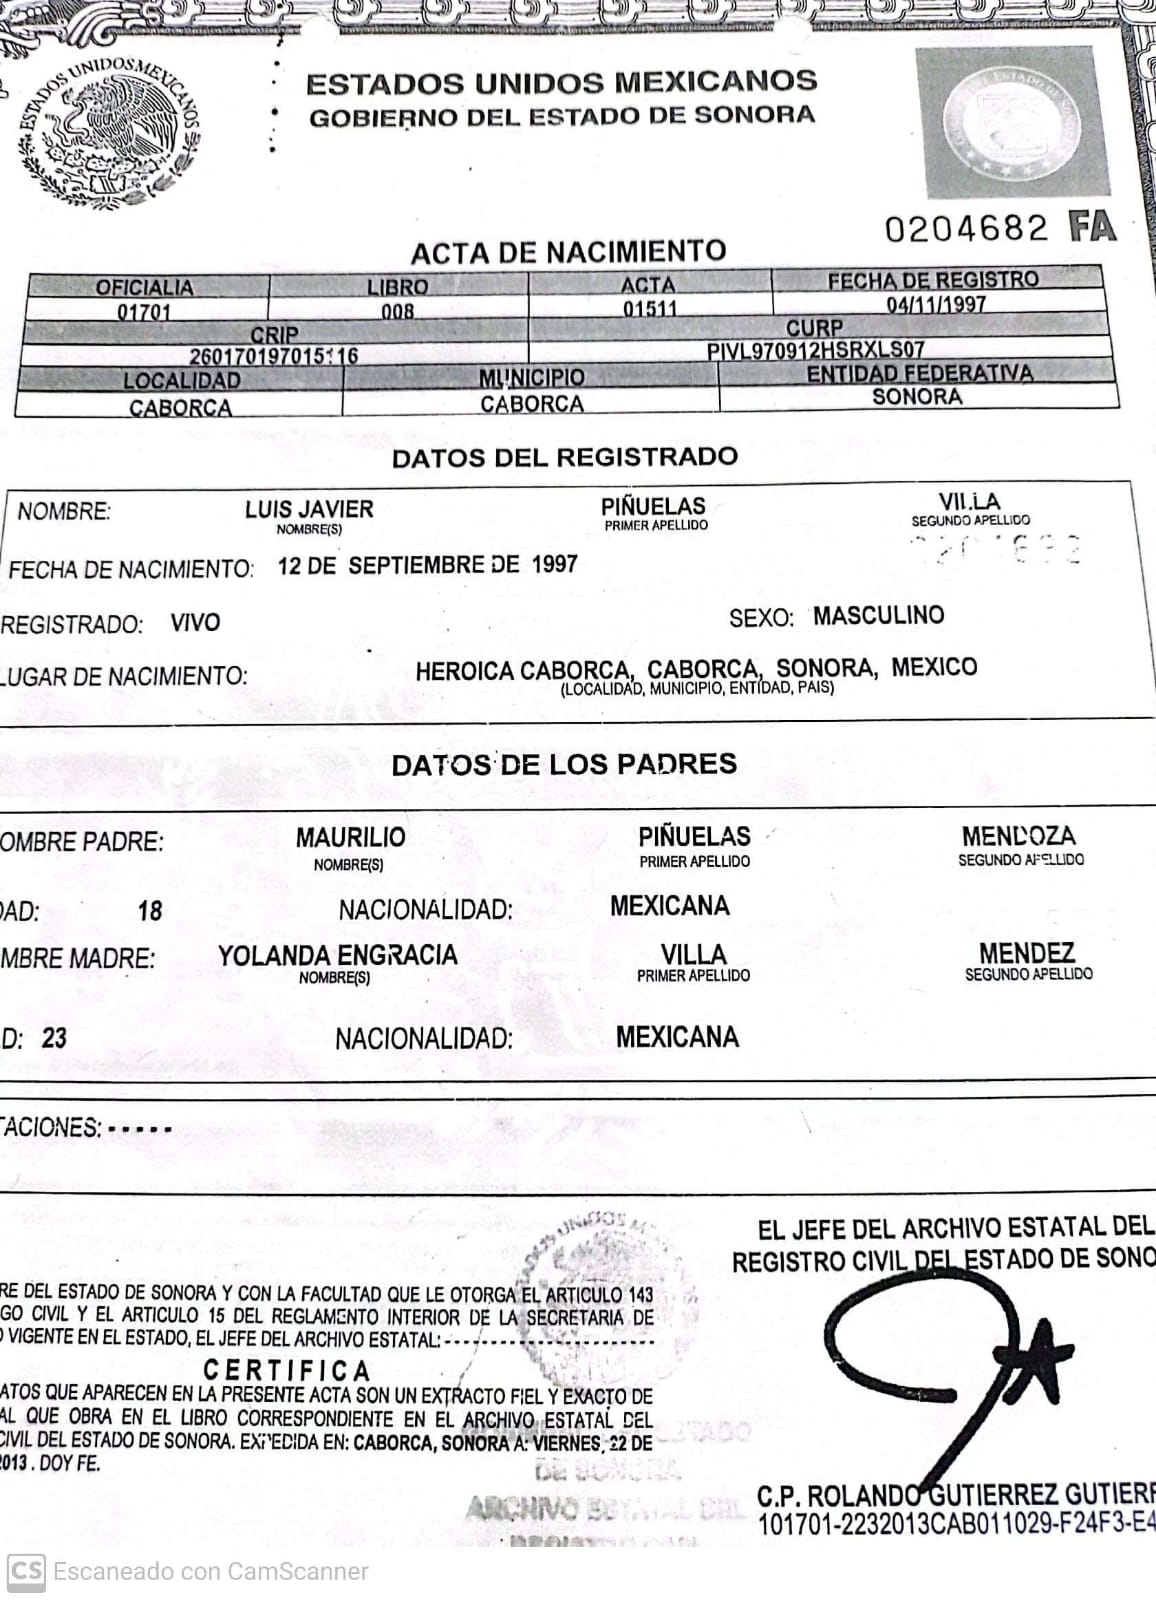 ESTADOS UNIDOS MEXICANOS
ESTADOS UNIDOS MEXICANOS
GOBIERNO DEL ESTADO DE SONORA
0204682 FA
ACTA DE NACIMIENTO
OFICIALIA LIBRO ACTA FECHA DE REGISTRO
01701 008 01511 04/11/1997
CRIP CURP
260170197015116 PIVL970912HSRXLS07
LOCALIDAD MUNICIPIO ENTIDAD FEDERATIVA
CABORCA CABORCA SONORA
DATOS DEL REGISTRADO
NOMBRE: LUIS JAVIER PIÑUELAS VILLA
NOMBRE(S) PRIMER APELLIDO SEGUNDO APELLIDO
FECHA DE NACIMIENTO: 12 DE SEPTIEMBRE DE 1997
REGISTRADO: VIVO SEXO: MASCULINO
LUGAR DE NACIMIENTO: HEROICA CABORCA, CABORCA, SONORA, MEXICO
(LOCALIDAD, MUNICIPIO, ENTIDAD, PAIS)
DATOS DE LOS PADRES
OMBRE PADRE: MAURILIO PIÑUELAS MENDOZA
NOMBRE(S) PRIMER APELLIDO SEGUNDO APELLIDO
DAD: 18 NACIONALIDAD: MEXICANA
MBRE MADRE: YOLANDA ENGRACIA VILLA MENDEZ
NOMBRE(S) PRIMER APELLIDO SEGUNDO APELLIDO
D: 23 NACIONALIDAD: MEXICANA
TACIONES: -----
EL JEFE DEL ARCHIVO ESTATAL DEL
REGISTRO CIVIL DEL ESTADO DE SONO
RE DEL ESTADO DE SONORA Y CON LA FACULTAD QUE LE OTORGA EL ARTICULO 143
GO CIVIL Y EL ARTICULO 15 DEL REGLAMENTO INTERIOR DE LA SECRETARIA DE
O VIGENTE EN EL ESTADO, EL JEFE DEL ARCHIVO ESTATAL:---------------------
CERTIFICA
ATOS QUE APARECEN EN LA PRESENTE ACTA SON UN EXTRACTO FIEL Y EXACTO DE
AL QUE OBRA EN EL LIBRO CORRESPONDIENTE EN EL ARCHIVO ESTATAL DEL
CIVIL DEL ESTADO DE SONORA. EXPEDIDA EN: CABORCA, SONORA A: VIERNES, 22 DE
2013. DOY FE.
ESTADO
DE SONORA
ARCHIVO ESTATAL DEL
C.P. ROLANDO GUTIERREZ GUTIERR
101701-2232013CAB011029-F24F3-E4
CS Escaneado con CamScanner